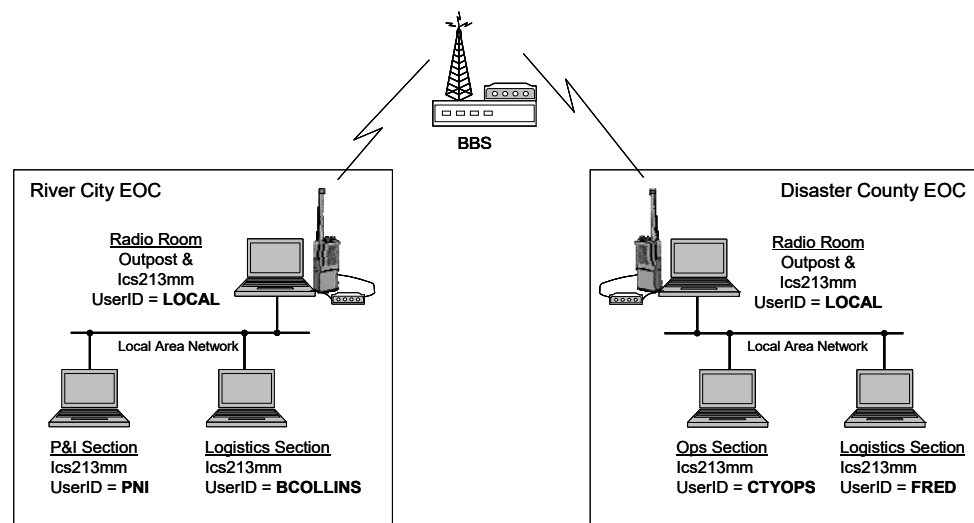 BBS
River City EOC
Radio Room
Outpost &
Ics213mm
UserID = LOCAL
Local Area Network
P&I Section
Ics213mm
UserID = PNI
Logistics Section
Ics213mm
UserID = BCOLLINS
Disaster County EOC
Radio Room
Outpost &
Ics213mm
UserID = LOCAL
Local Area Network
Ops Section
Ics213mm
UserID = CTYOPS
Logistics Section
Ics213mm
UserID = FRED